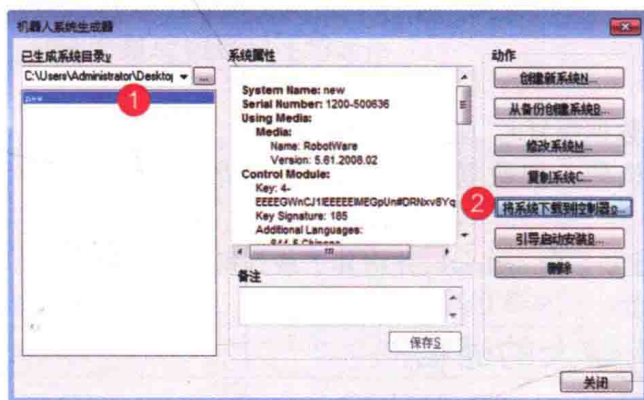 机器人系统生成器
已生成系统目录y
C:\Users\Administrator\Desktop
...
1
new
系统属性
System Name: new
Serial Number: 1200-500636
Using Media:
Media:
Name: RobotWare
Version: 5.61.2008.02
Control Module:
Key: 4-
Key Signature: 185
Additional Languages:
备注
保存S
动作
创建新系统N...
从备份创建系统B...
修改系统M...
复制系统C...
2
将系统下载到控制器o...
引导启动安装B...
删除
关闭